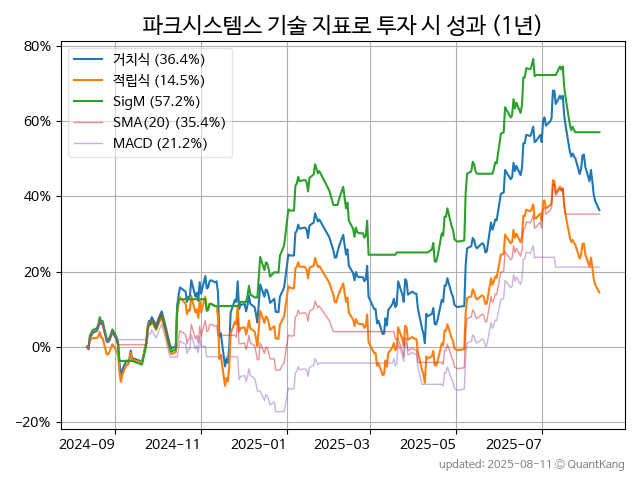 파크시스템스 기술 지표로 투자 시 성과 (1년)
거치식 (36.4%)
적립식 (14.5%)
SigM (57.2%)
SMA(20) (35.4%)
MACD (21.2%)
80%
60%
40%
20%
0%
−20%
2024-09
2024-11
2025-01
2025-03
2025-05
2025-07
updated: 2025-08-11 © QuantKang